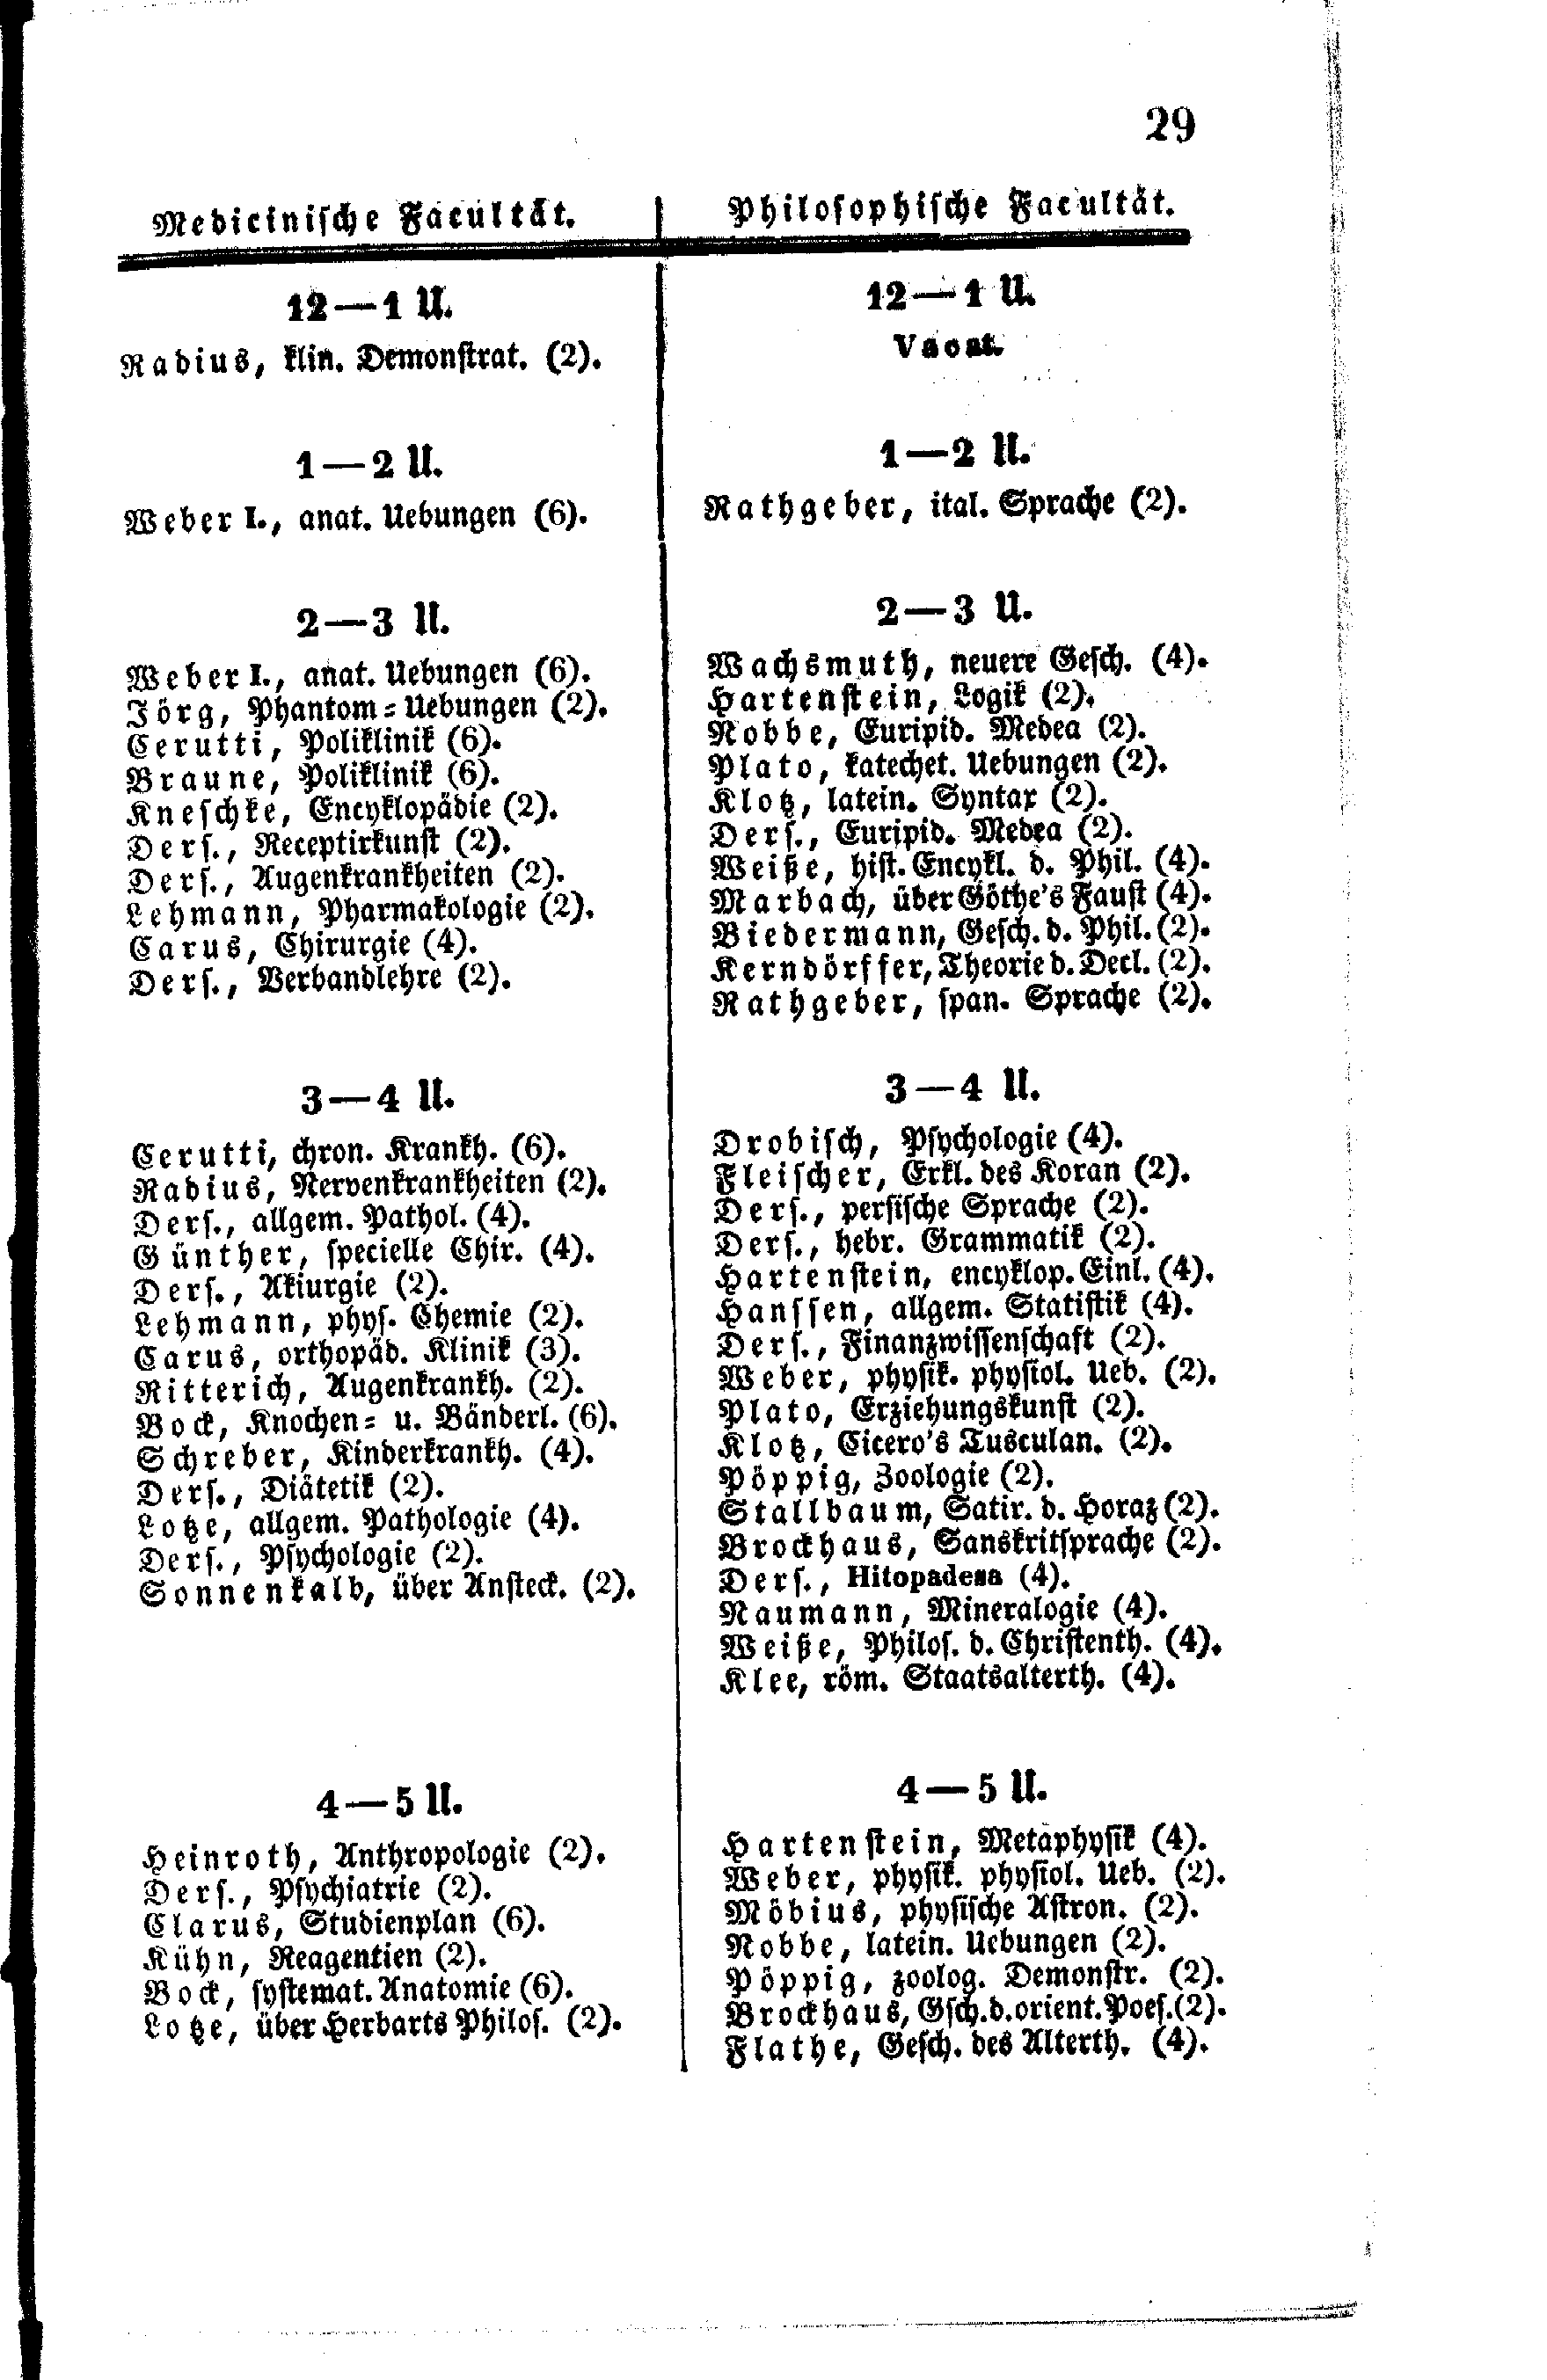 29
Medicinische Facultät.
12—1 U.
Radius, klin. Demonstrat. (2).
1—2 U.
Weber I., anat. Uebungen (6).
2—3 U.
Weber I., anat. Uebungen (6).
Jörg, Phantom=Uebungen (2).
Cerutti, Poliklinik (6).
Braune, Poliklinik (6).
Kneschke, Encyklopädie (2).
Ders., Receptirkunst (2).
Ders., Augenkrankheiten (2).
Lehmann, Pharmakologie (2).
Carus, Chirurgie (4).
Ders., Verbandlehre (2).
3—4 U.
Cerutti, chron. Krankh. (6).
Radius, Nervenkrankheiten (2).
Ders., allgem. Pathol. (4).
Günther, specielle Chir. (4).
Ders., Akiurgie (2).
Lehmann, phys. Chemie (2).
Carus, orthopäd. Klinik (3).
Ritterich, Augenkrankh. (2).
Bock, Knochen= u. Bänderl. (6).
Schreber, Kinderkrankh. (4).
Ders., Diätetik (2).
Lotze, allgem. Pathologie (4).
Ders., Psychologie (2).
Sonnenkalb, über Ansteck. (2).
4—5 U.
Heinroth, Anthropologie (2).
Ders., Psychiatrie (2).
Clarus, Studienplan (6).
Kühn, Reagentien (2).
Bock, systemat. Anatomie (6).
Lotze, über Herbarts Philos. (2).
Philosophische Facultät.
12—1 U.
Vacat.
1—2 U.
Rathgeber, ital. Sprache (2).
2—3 U.
Wachsmuth, neuere Gesch. (4).
Hartenstein, Logik (2).
Nobbe, Euripid. Medea (2).
Plato, katechet. Uebungen (2).
Klotz, latein. Syntax (2).
Ders., Euripid. Medea (2).
Weiße, hist. Encykl. d. Phil. (4).
Marbach, über Göthe's Faust (4).
Biedermann, Gesch. d. Phil. (2).
Kerndörffer, Theorie d. Decl. (2).
Rathgeber, span. Sprache (2).
3—4 U.
Drobisch, Psychologie (4).
Fleischer, Erkl. des Koran (2).
Ders., persische Sprache (2).
Ders., hebr. Grammatik (2).
Hartenstein, encyklop. Einl. (4).
Hanssen, allgem. Statistik (4).
Ders., Finanzwissenschaft (2).
Weber, physik. physiol. Ueb. (2).
Plato, Erziehungskunst (2).
Klotz, Cicero's Tusculan. (2).
Pöppig, Zoologie (2).
Stallbaum, Satir. d. Horaz (2).
Brockhaus, Sanskritsprache (2).
Ders., Hitopadesa (4).
Naumann, Mineralogie (4).
Weiße, Philos. d. Christenth. (4).
Klee, röm. Staatsalterth. (4).
4—5 U.
Hartenstein, Metaphysik (4).
Weber, physik. physiol. Ueb. (2).
Möbius, physische Astron. (2).
Nobbe, latein. Uebungen (2).
Pöppig, zoolog. Demonstr. (2).
Brockhaus, Gsch. d. orient. Poes. (2).
Flathe, Gesch. des Alterth. (4).